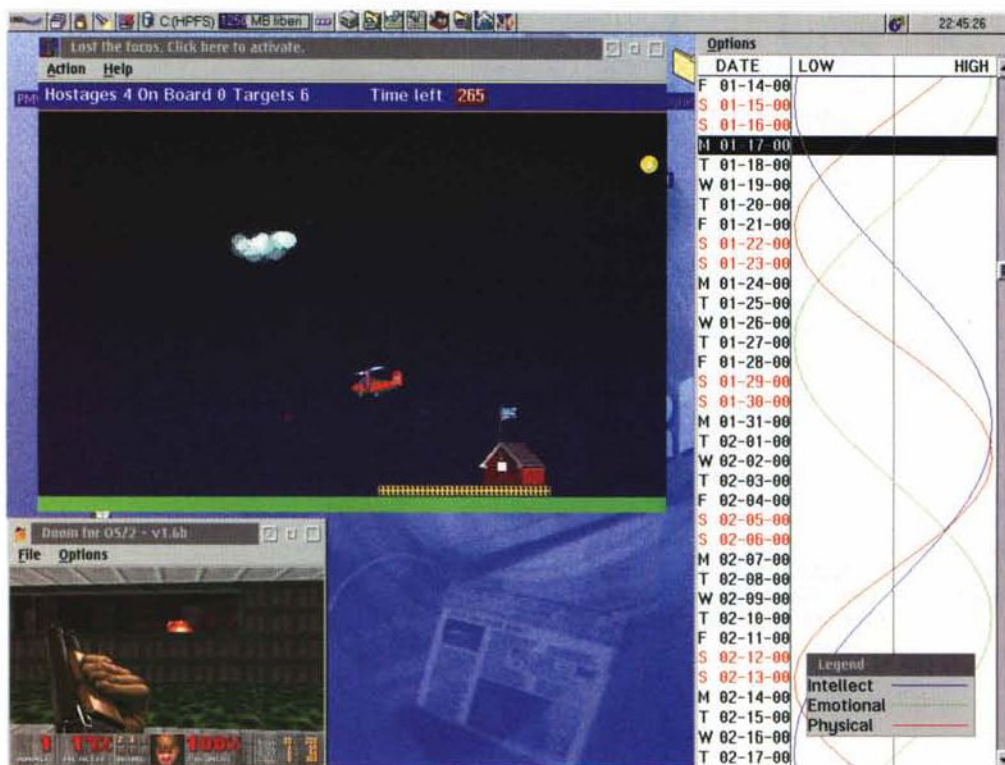 C:(HPFS) 1250 MB liberi
22:45:26
Lost the focus. Click here to activate.
Action Help
Hostages 4 On Board 0 Targets 6 Time left 265
Options
DATE LOW HIGH
F 01-14-00
S 01-15-00
S 01-16-00
M 01-17-00
T 01-18-00
W 01-19-00
T 01-20-00
F 01-21-00
S 01-22-00
S 01-23-00
M 01-24-00
T 01-25-00
W 01-26-00
T 01-27-00
F 01-28-00
S 01-29-00
S 01-30-00
M 01-31-00
T 02-01-00
W 02-02-00
T 02-03-00
F 02-04-00
S 02-05-00
S 02-06-00
M 02-07-00
T 02-08-00
W 02-09-00
T 02-10-00
F 02-11-00
S 02-12-00
S 02-13-00
M 02-14-00
T 02-15-00
W 02-16-00
T 02-17-00
Legend
Intellect
Emotional
Physical
Doom for OS/2 - v1.6b
File Options
1 100%